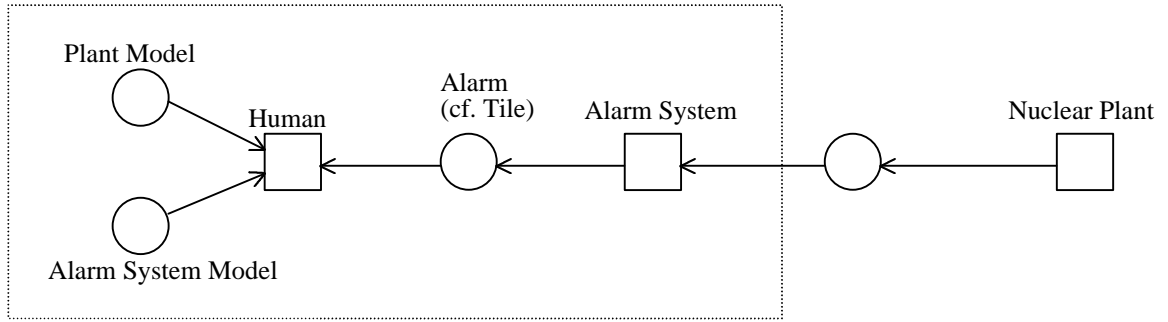 Plant Model
Human
Alarm
(cf. Tile)
Alarm System
Nuclear Plant
Alarm System Model